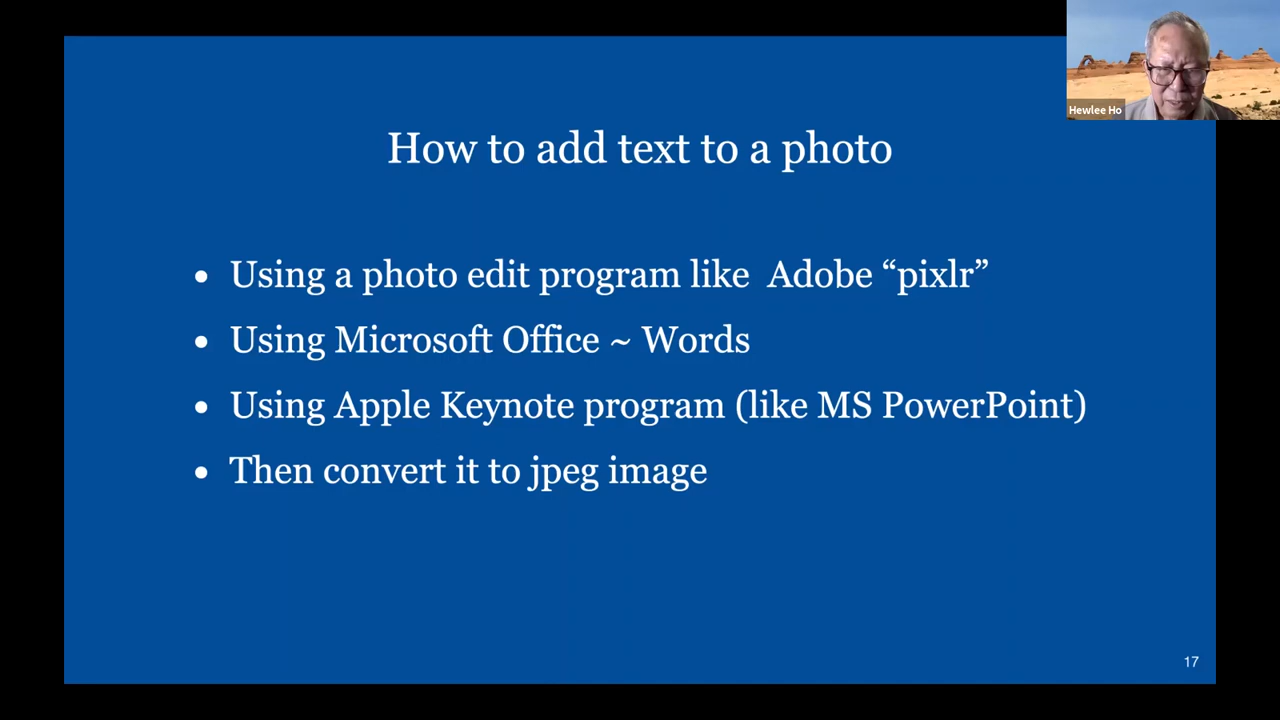 Hewlee Ho
How to add text to a photo
• Using a photo edit program like  Adobe “pixlr”
• Using Microsoft Office ~ Words
• Using Apple Keynote program (like MS PowerPoint)
• Then convert it to jpeg image
17